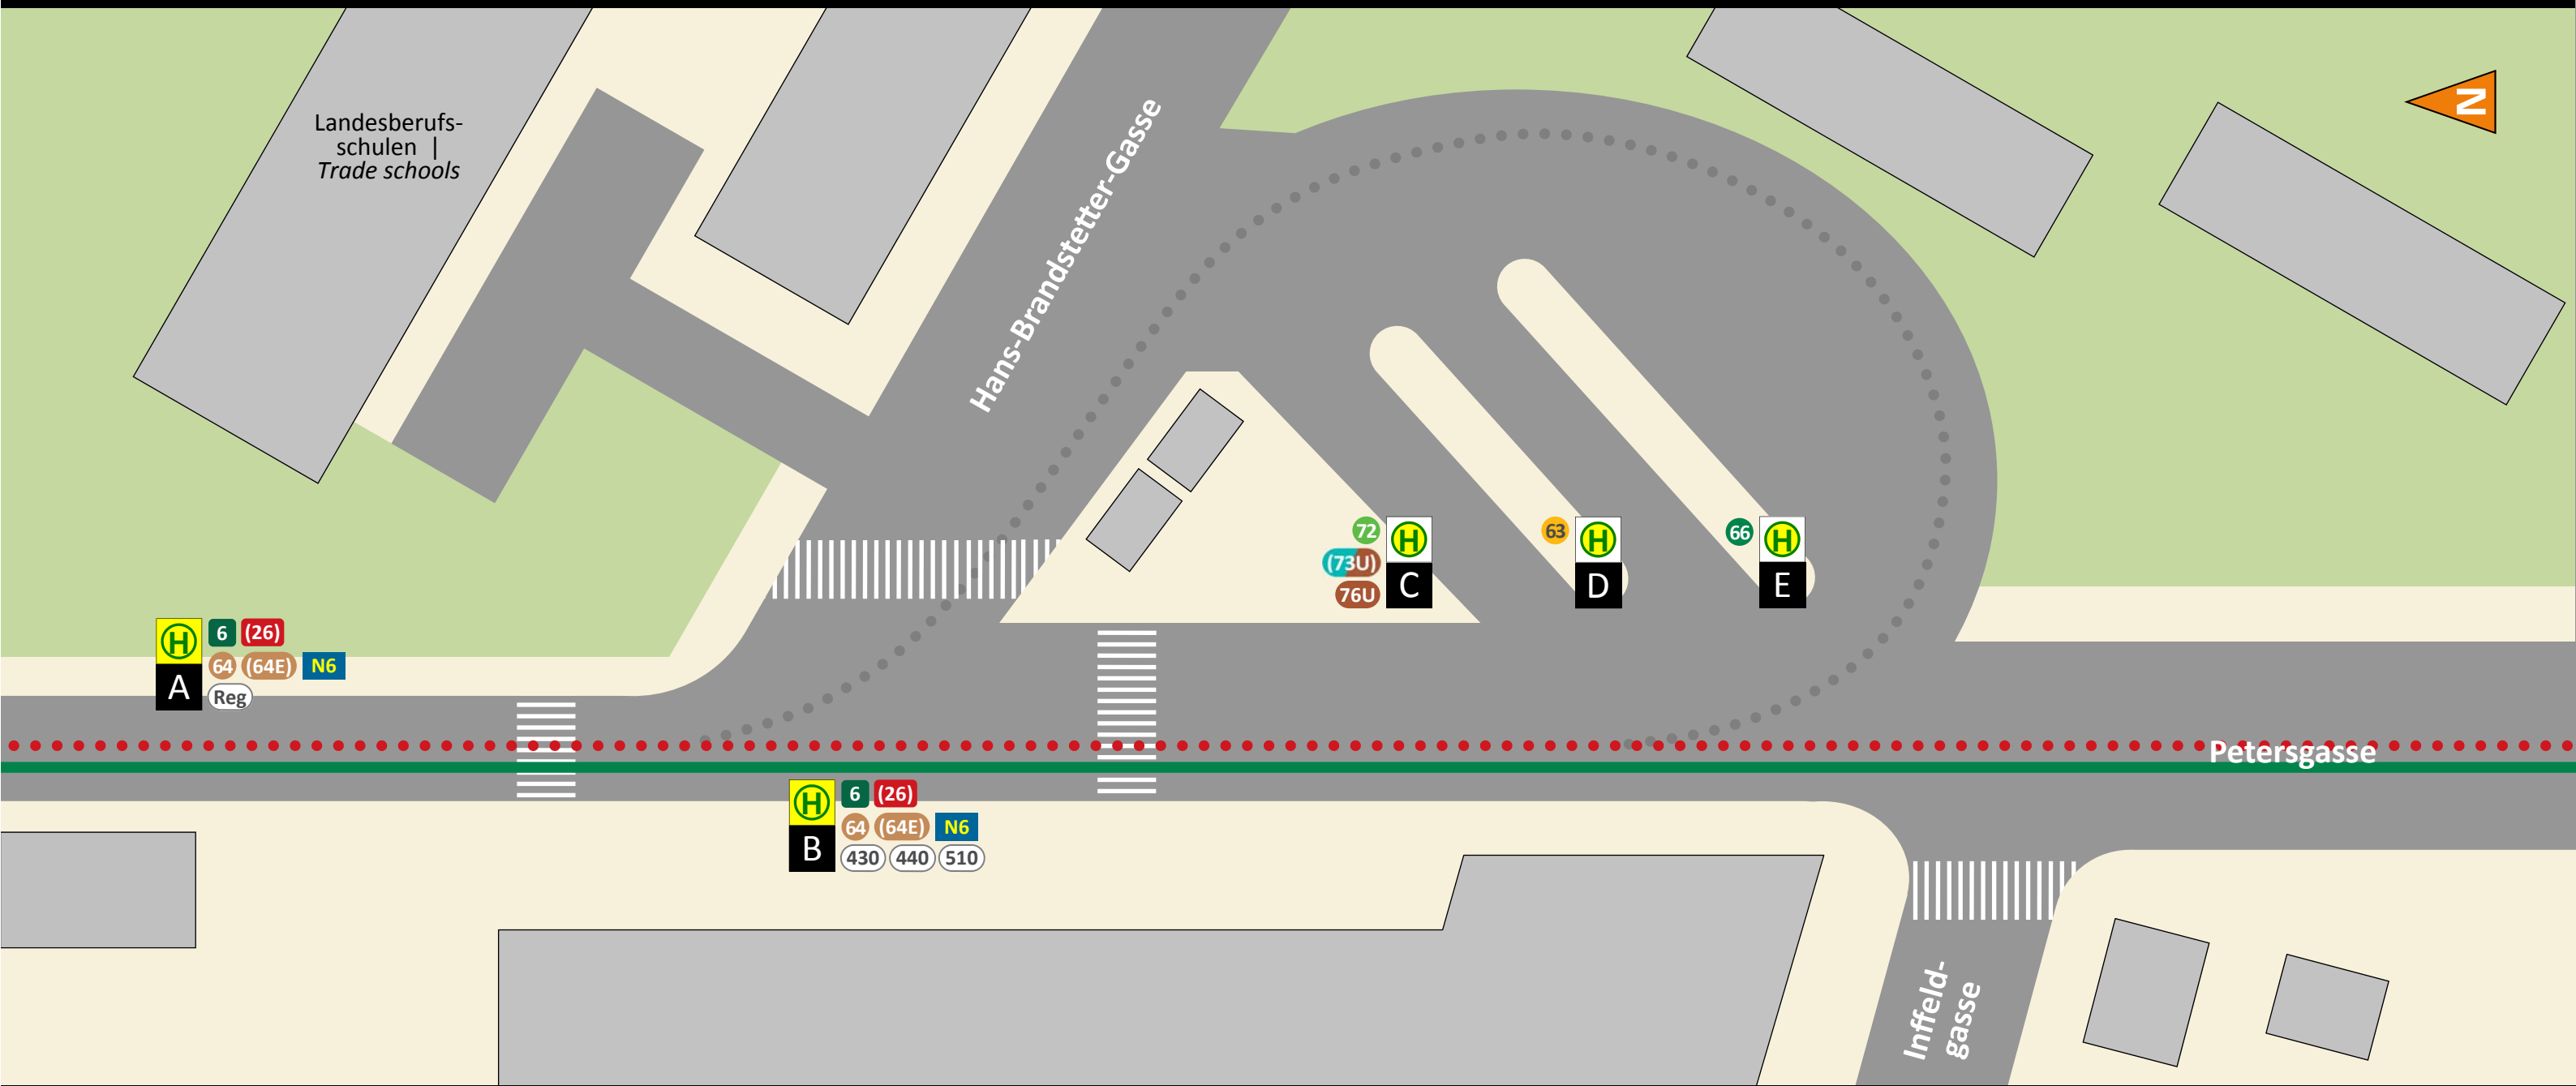 Landesberufs-
schulen |
Trade schools
N
Hans-Brandstetter-Gasse
72 H
(73U)
76U C
63 H
D
66 H
E
H 6 (26)
64 (64E) N6
A Reg
Petersgasse
H 6 (26)
64 (64E) N6
B 430 440 510
Inffeld-
gasse